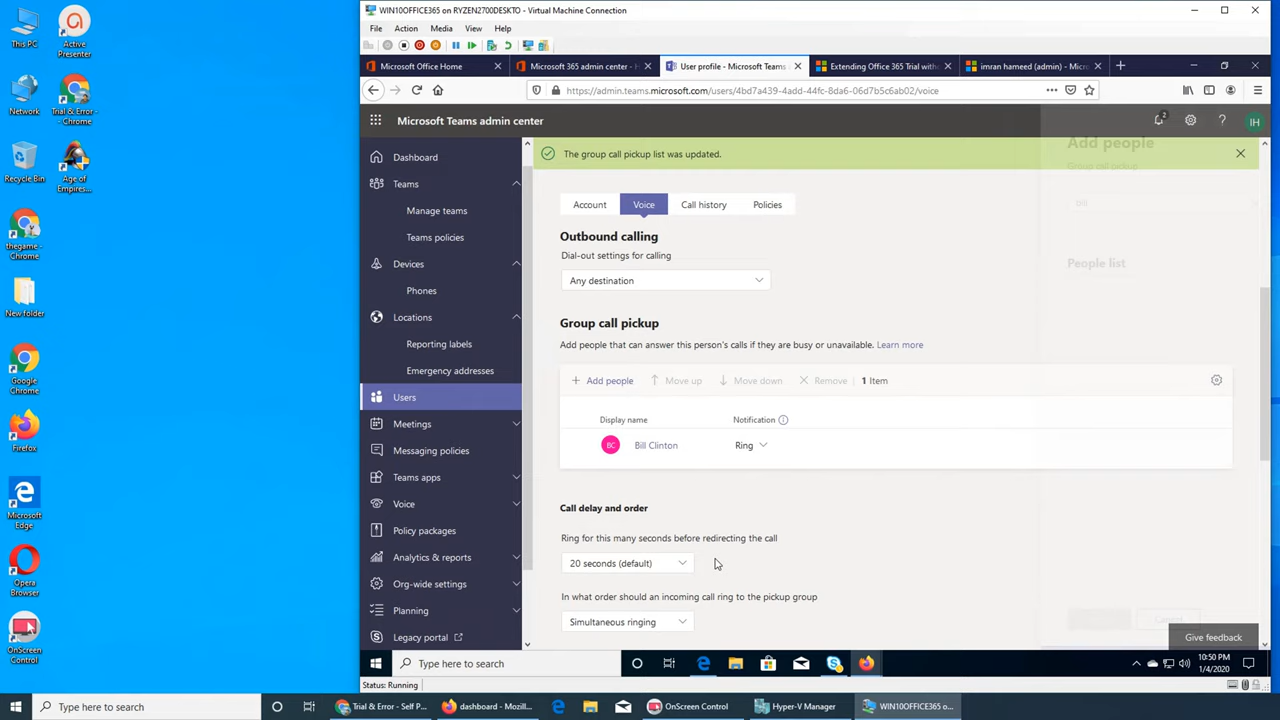 This PC
Active
Presenter
Network
Trial & Error -
- Chrome
Recycle Bin
Age of
Empires...
thegame -
Chrome
New folder
Google
Chrome
Firefox
Microsoft
Edge
Opera
Browser
OnScreen
Control
WIN10OFFICE365 on RYZEN2700DESKTO - Virtual Machine Connection
File Action Media View Help
Microsoft Office Home
Microsoft 365 admin center - H
User profile - Microsoft Teams
Extending Office 365 Trial with
imran hameed (admin) - Micro
https://admin.teams.microsoft.com/users/4bd7a439-4add-44fc-8da6-06d7b5c6ab02/voice
Microsoft Teams admin center
2
IH
Dashboard
Teams
Manage teams
Teams policies
Devices
Phones
Locations
Reporting labels
Emergency addresses
Users
Meetings
Messaging policies
Teams apps
Voice
Policy packages
Analytics & reports
Org-wide settings
Planning
Legacy portal
The group call pickup list was updated.
Add people
Group call pickup
bill
People list
Cancel
Account Voice Call history Policies
Outbound calling
Dial-out settings for calling
Any destination
Group call pickup
Add people that can answer this person's calls if they are busy or unavailable. Learn more
+ Add people Move up Move down Remove 1 Item
Display name Notification
BC Bill Clinton Ring
Call delay and order
Ring for this many seconds before redirecting the call
20 seconds (default)
In what order should an incoming call ring to the pickup group
Simultaneous ringing
Give feedback
Type here to search
10:50 PM
1/4/2020
Status: Running
Type here to search
Trial & Error - Self P...
dashboard - Mozill...
OnScreen Control
Hyper-V Manager
WIN10OFFICE365 o...